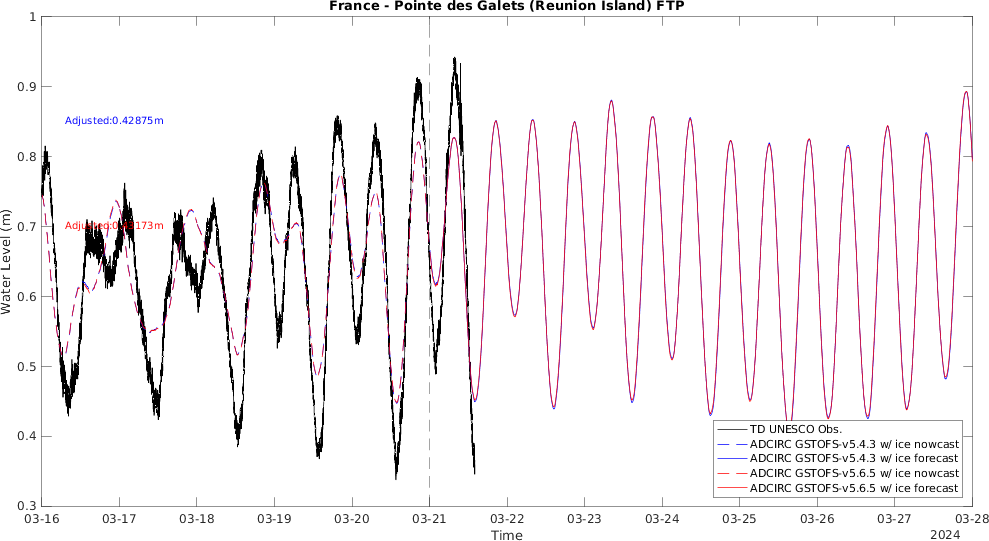 France - Pointe des Galets (Reunion Island) FTP
1
0.9
0.8
0.7
0.6
0.5
0.4
0.3
Water Level (m)
Adjusted:0.42875m
TD UNESCO Obs.
ADCIRC GSTOFS-v5.4.3 w/ ice nowcast
ADCIRC GSTOFS-v5.4.3 w/ ice forecast
ADCIRC GSTOFS-v5.6.5 w/ ice nowcast
ADCIRC GSTOFS-v5.6.5 w/ ice forecast
03-16 03-17 03-18 03-19 03-20 03-21 03-22 03-23 03-24 03-25 03-26 03-27 03-28
Time
2024